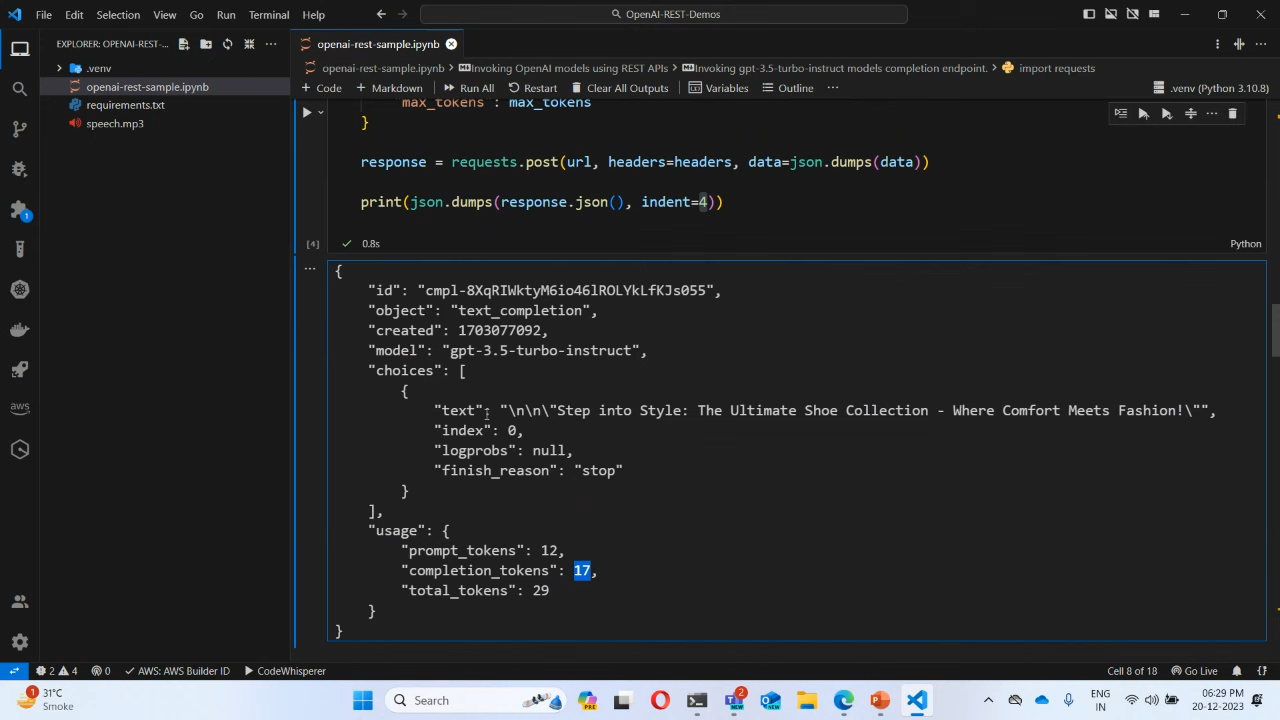 File Edit Selection View Go Run Terminal Help
OpenAI-REST-Demos
EXPLORER: OPENAI-REST-...
.venv
openai-rest-sample.ipynb
requirements.txt
speech.mp3
openai-rest-sample.ipynb
openai-rest-sample.ipynb > Invoking OpenAI models using REST APIs > Invoking gpt-3.5-turbo-instruct models completion endpoint. > import requests
+ Code + Markdown Run All Restart Clear All Outputs Variables Outline ... .venv (Python 3.10.8)
"max_tokens": max_tokens
}
response = requests.post(url, headers=headers, data=json.dumps(data))
print(json.dumps(response.json(), indent=4))
[4] 0.8s Python
{
"id": "cmpl-8XqRIWktyM6io46lROLYkLfKJs055",
"object": "text_completion",
"created": 1703077092,
"model": "gpt-3.5-turbo-instruct",
"choices": [
{
"text": "\n\n\"Step into Style: The Ultimate Shoe Collection - Where Comfort Meets Fashion!\"",
"index": 0,
"logprobs": null,
"finish_reason": "stop"
}
],
"usage": {
"prompt_tokens": 12,
"completion_tokens": 17,
"total_tokens": 29
}
}
1
aws
2 4 0 AWS: AWS Builder ID CodeWhisperer Cell 8 of 18 Go Live
1
31°C
Smoke
Search
PRE
2
NEW
NEW
ENG
IN
06:29 PM
20-12-2023